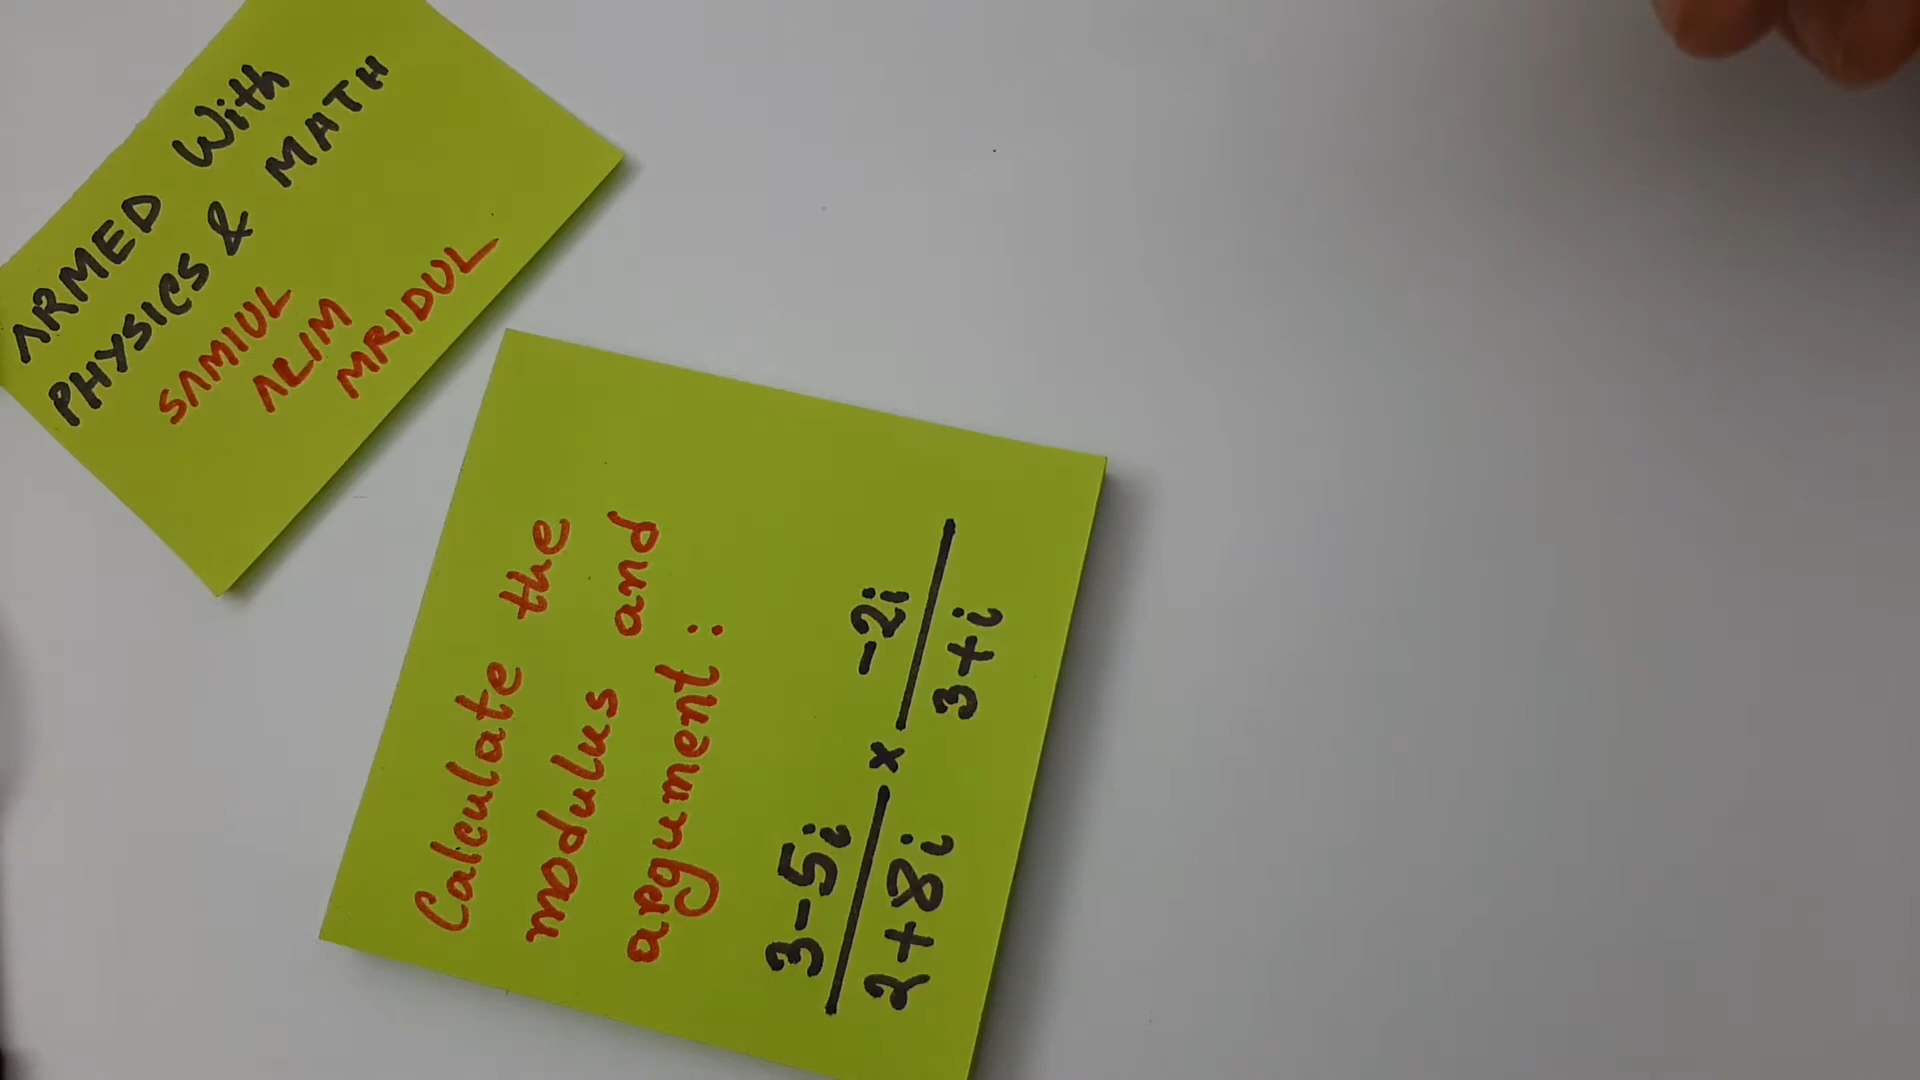 ARMED With
PHYSICS & MATH
SAMIUL
ALIM
MRIDUL
Calculate the
modulus and
argument:
3-5i / 2+8i × -2i / 3+i